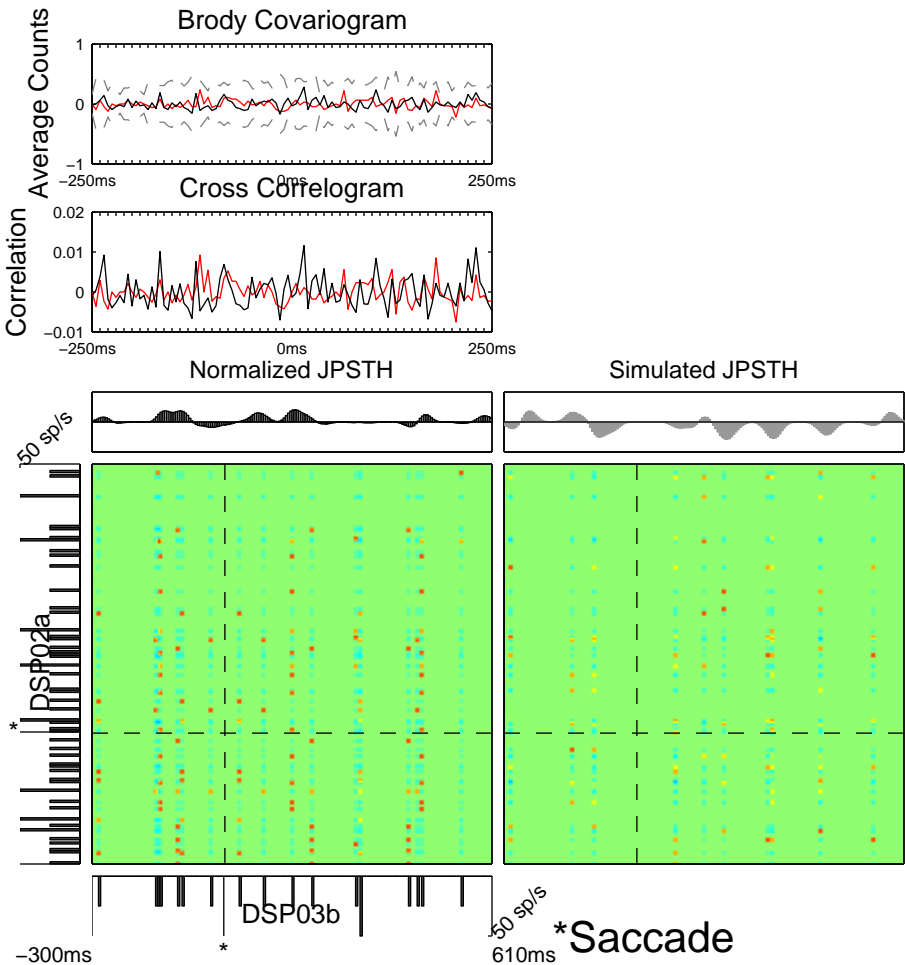 Brody Covariogram
Average Counts
1
0
−1
−250ms
0ms
250ms
Cross Correlogram
Correlation
0.02
0.01
0
−0.01
−250ms
0ms
250ms
Normalized JPSTH
Simulated JPSTH
50 sp/s
DSP02a
*
DSP03b
*
50 sp/s
−300ms
610ms
*Saccade